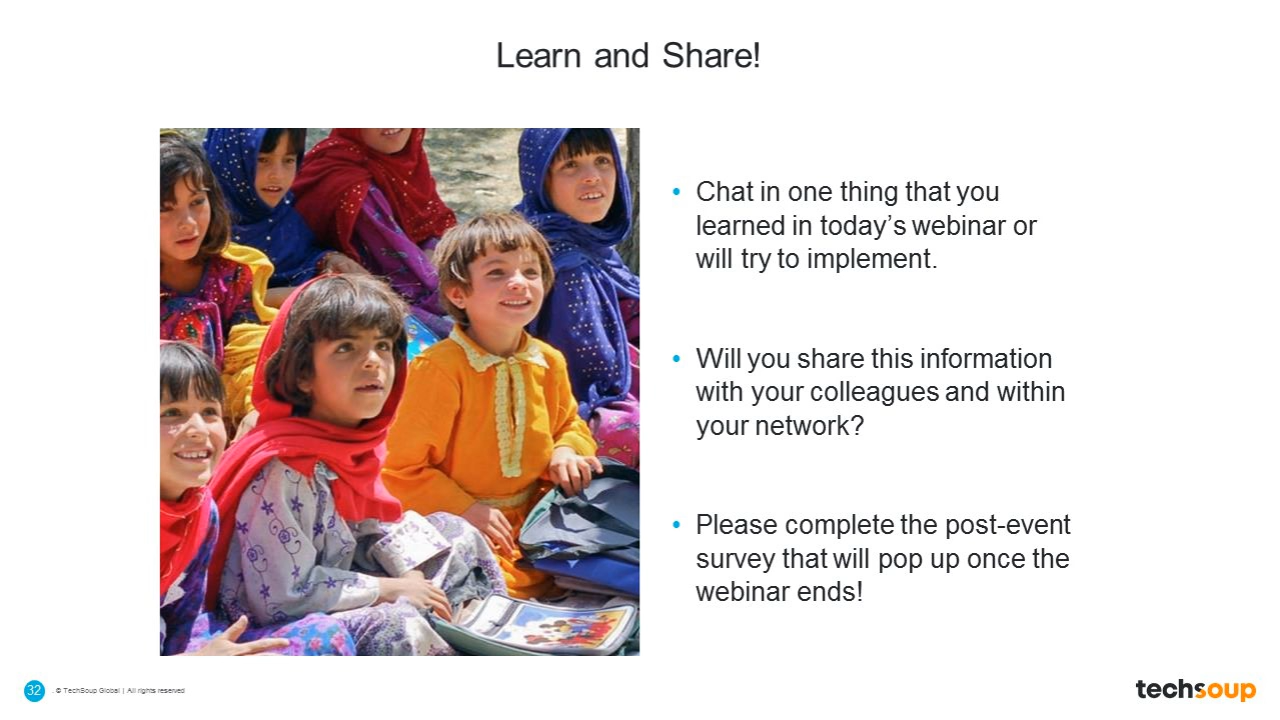 Learn and Share!
• Chat in one thing that you
learned in today’s webinar or
will try to implement.
• Will you share this information
with your colleagues and within
your network?
• Please complete the post-event
survey that will pop up once the
webinar ends!
32 . © TechSoup Global | All rights reserved
techsoup